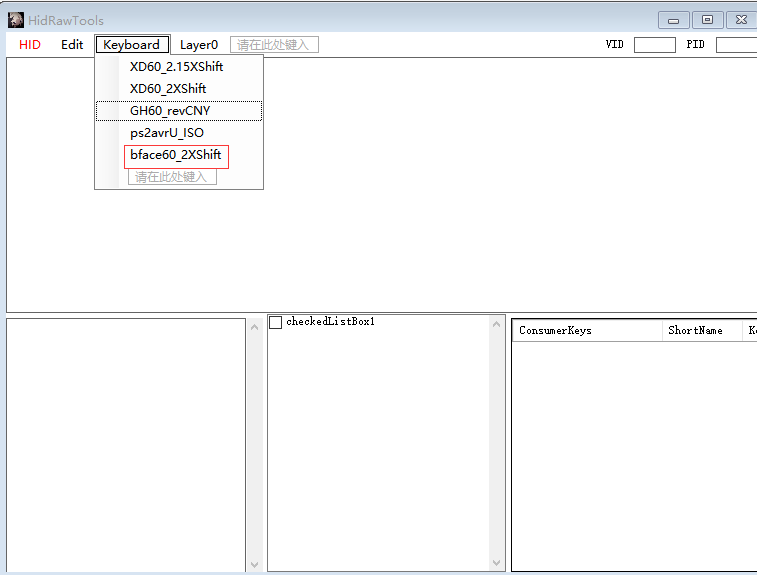 HidRawTools
HID Edit Keyboard Layer0 请在此处键入 VID PID
XD60_2.15XShift
XD60_2XShift
GH60_revCNY
ps2avrU_ISO
bface60_2XShift
请在此处键入
checkedListBox1
ConsumerKeys ShortName K